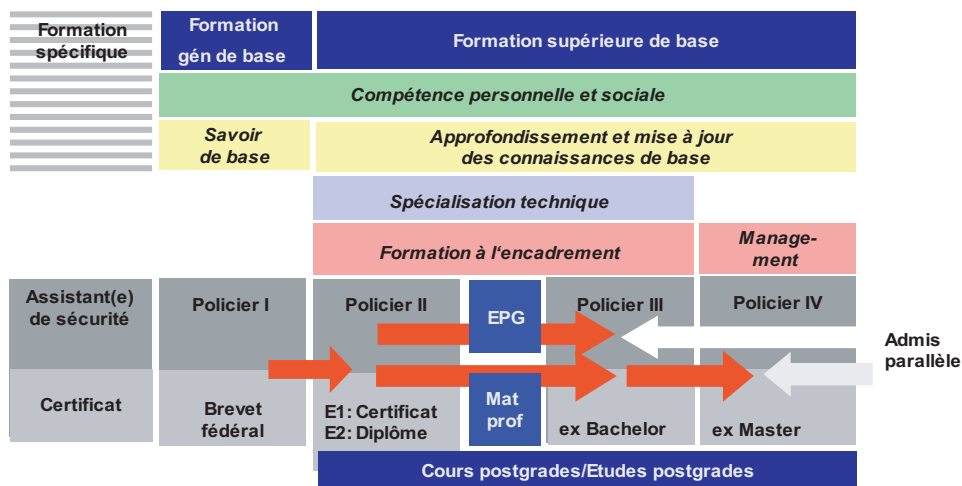 Formation
spécifique
Formation
gén de base
Formation supérieure de base
Compétence personnelle et sociale
Savoir
de base
Approfondissement et mise à jour
des connaissances de base
Spécialisation technique
Formation à l‘encadrement
Manage-
ment
Assistant(e)
de sécurité
Policier I
Policier II
EPG
Policier III
Policier IV
Admis
parallèle
Certificat
Brevet
fédéral
E1: Certificat
E2: Diplôme
Mat
prof
ex Bachelor
ex Master
Cours postgrades/Etudes postgrades